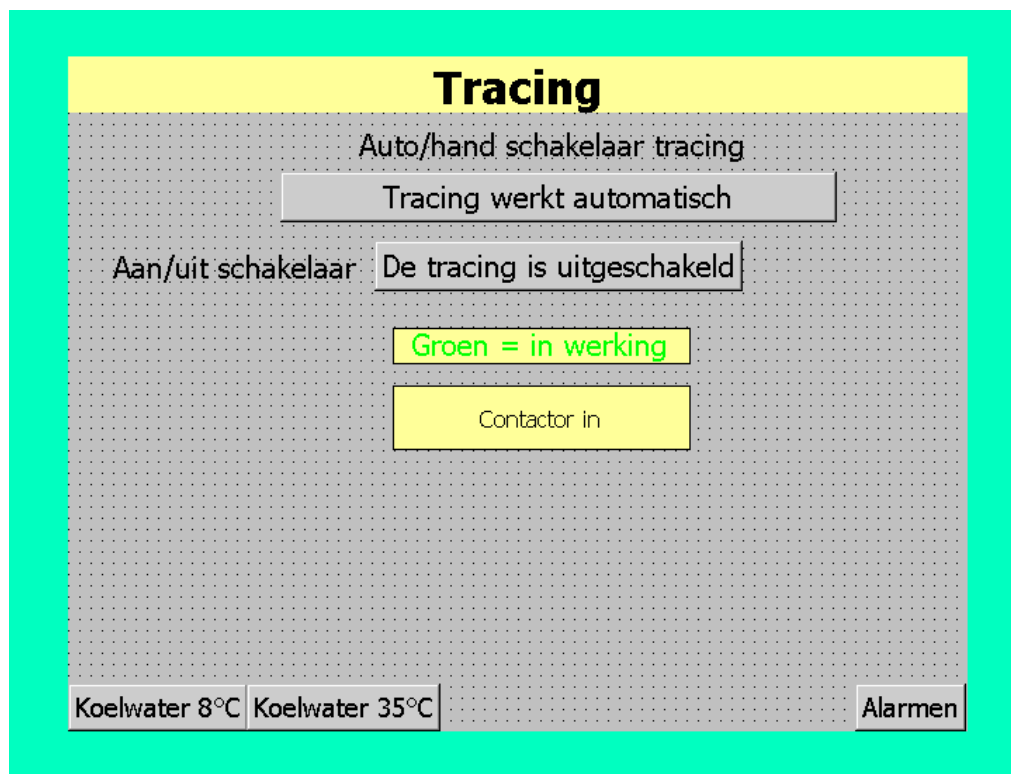 Tracing
Auto/hand schakelaar tracing
Tracing werkt automatisch
Aan/uit schakelaar De tracing is uitgeschakeld
Groen = in werking
Contactor in
Koelwater 8°C Koelwater 35°C Alarmen